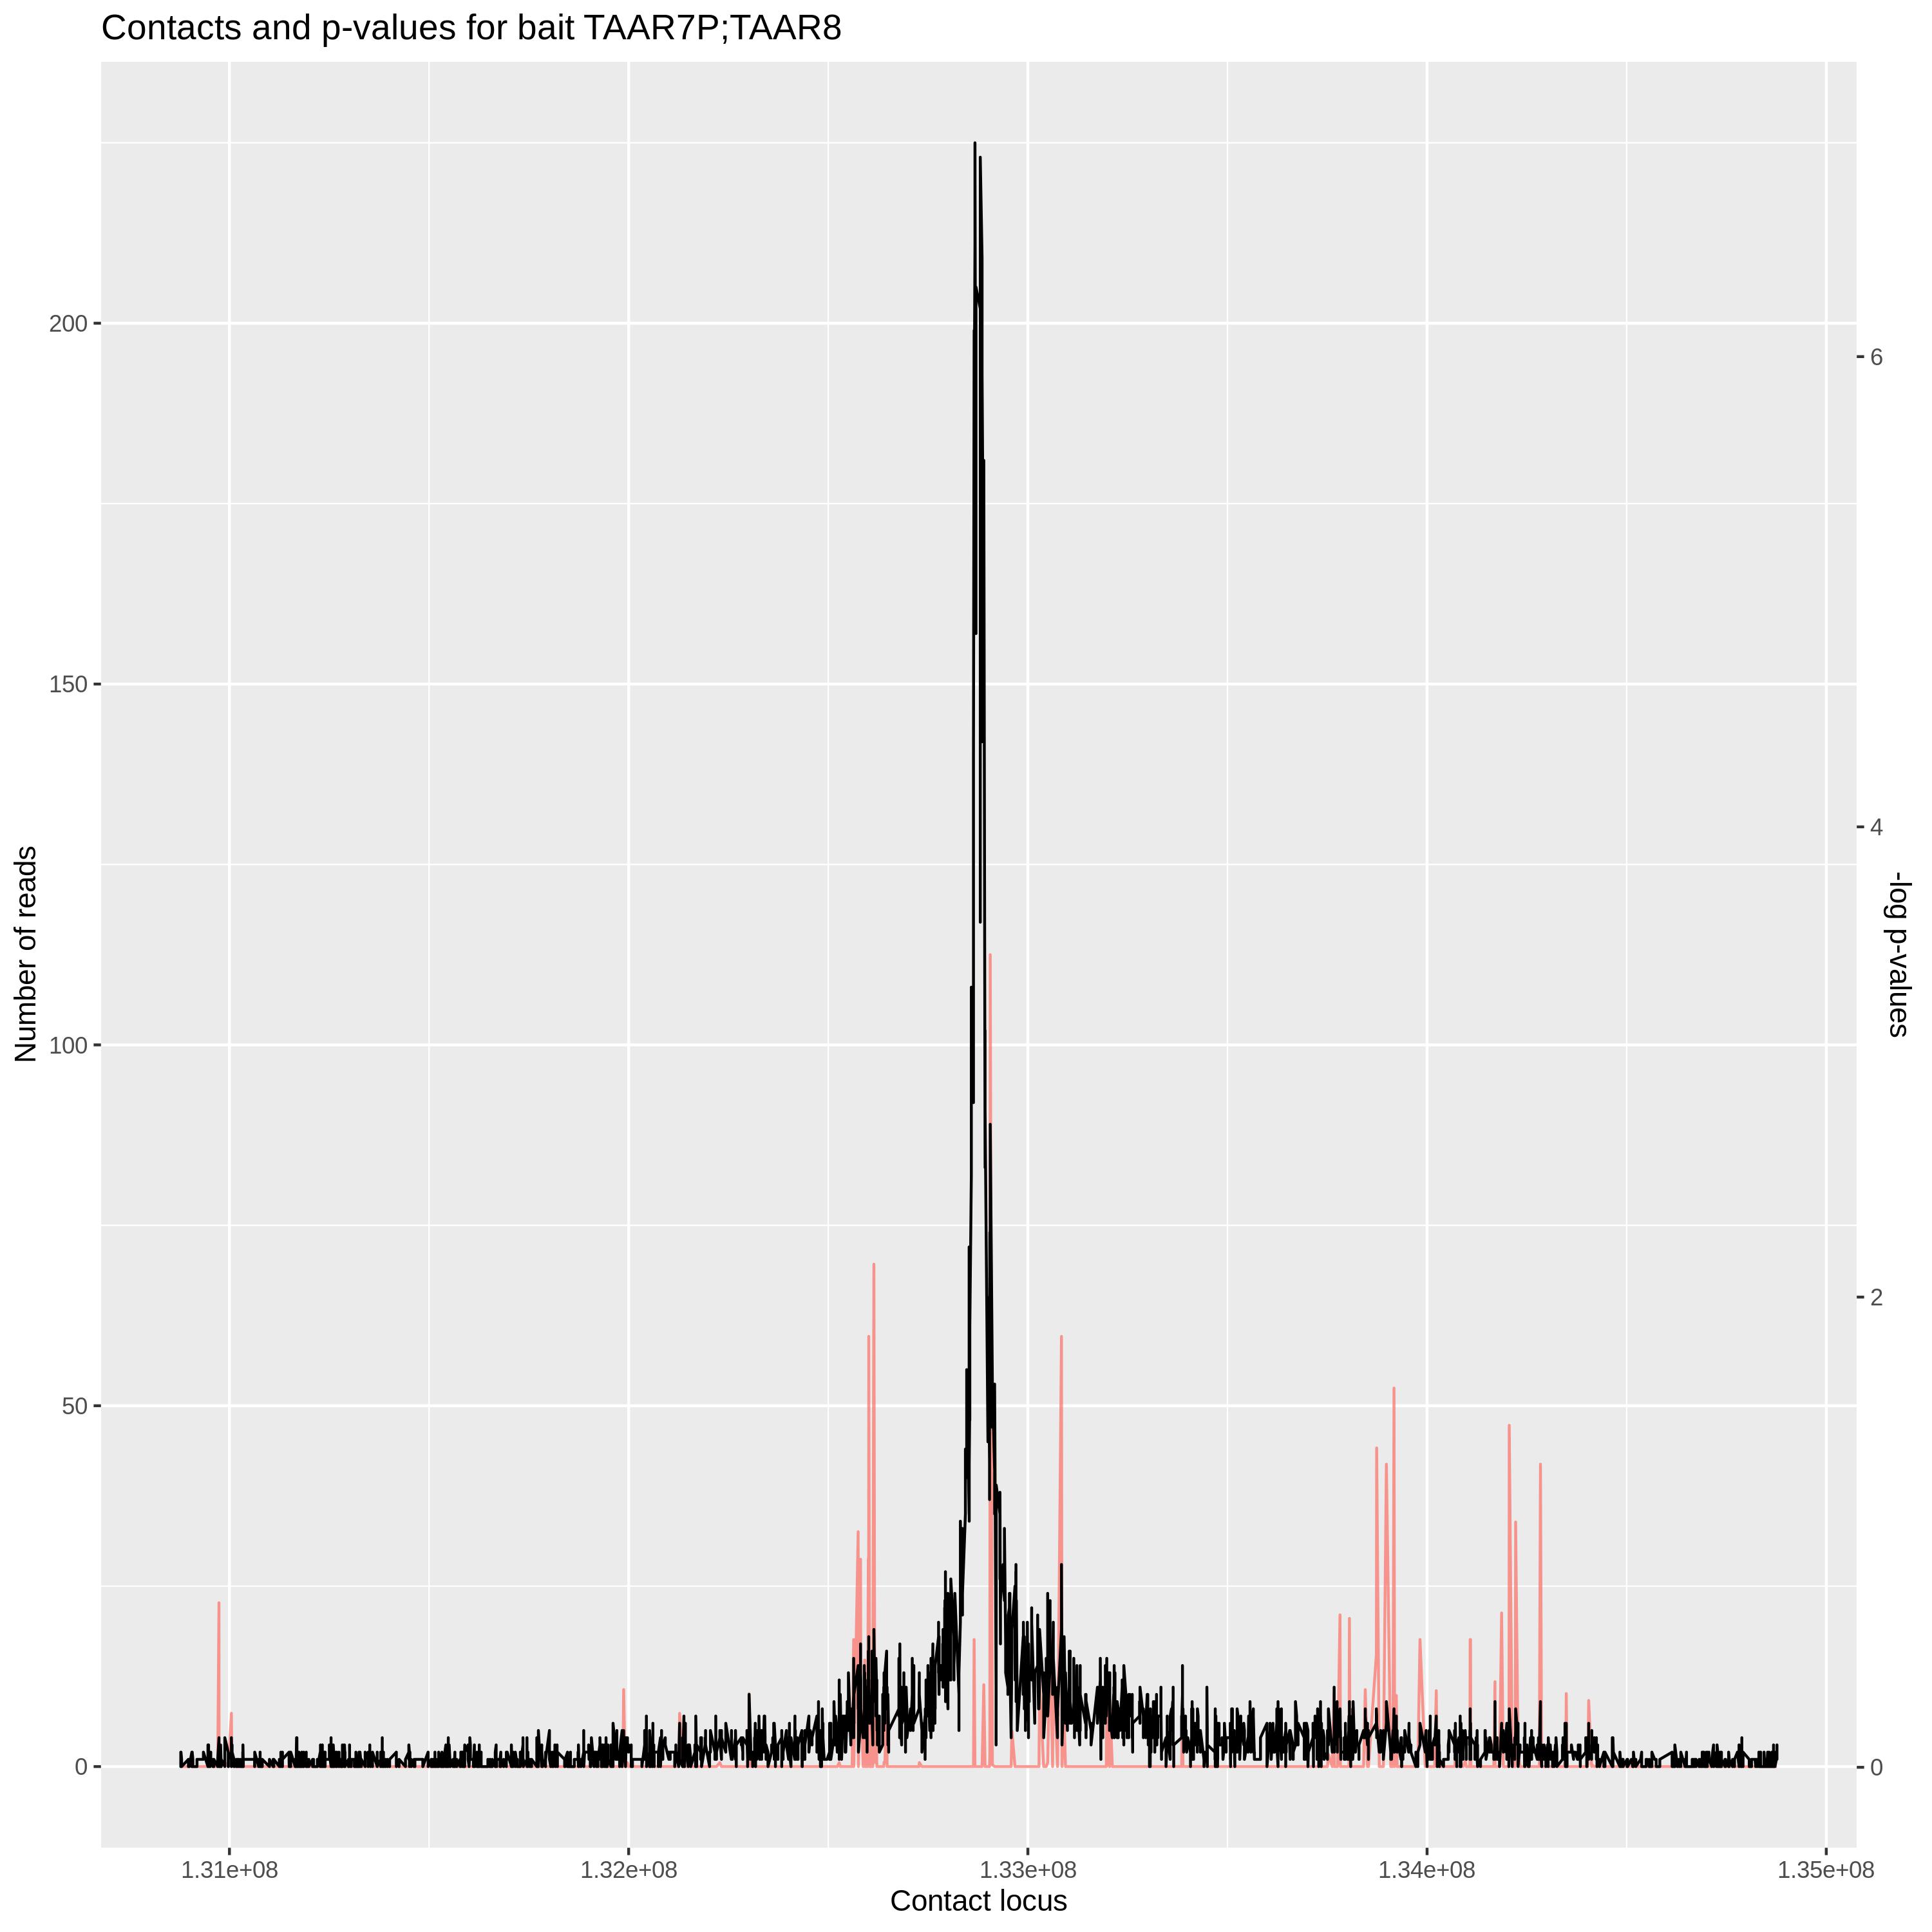 Contacts and p-values for bait TAAR7P;TAAR8
200
150
100
50
0
Number of reads
6
4
2
0
-log p-values
1.31e+08 1.32e+08 1.33e+08 1.34e+08 1.35e+08
Contact locus